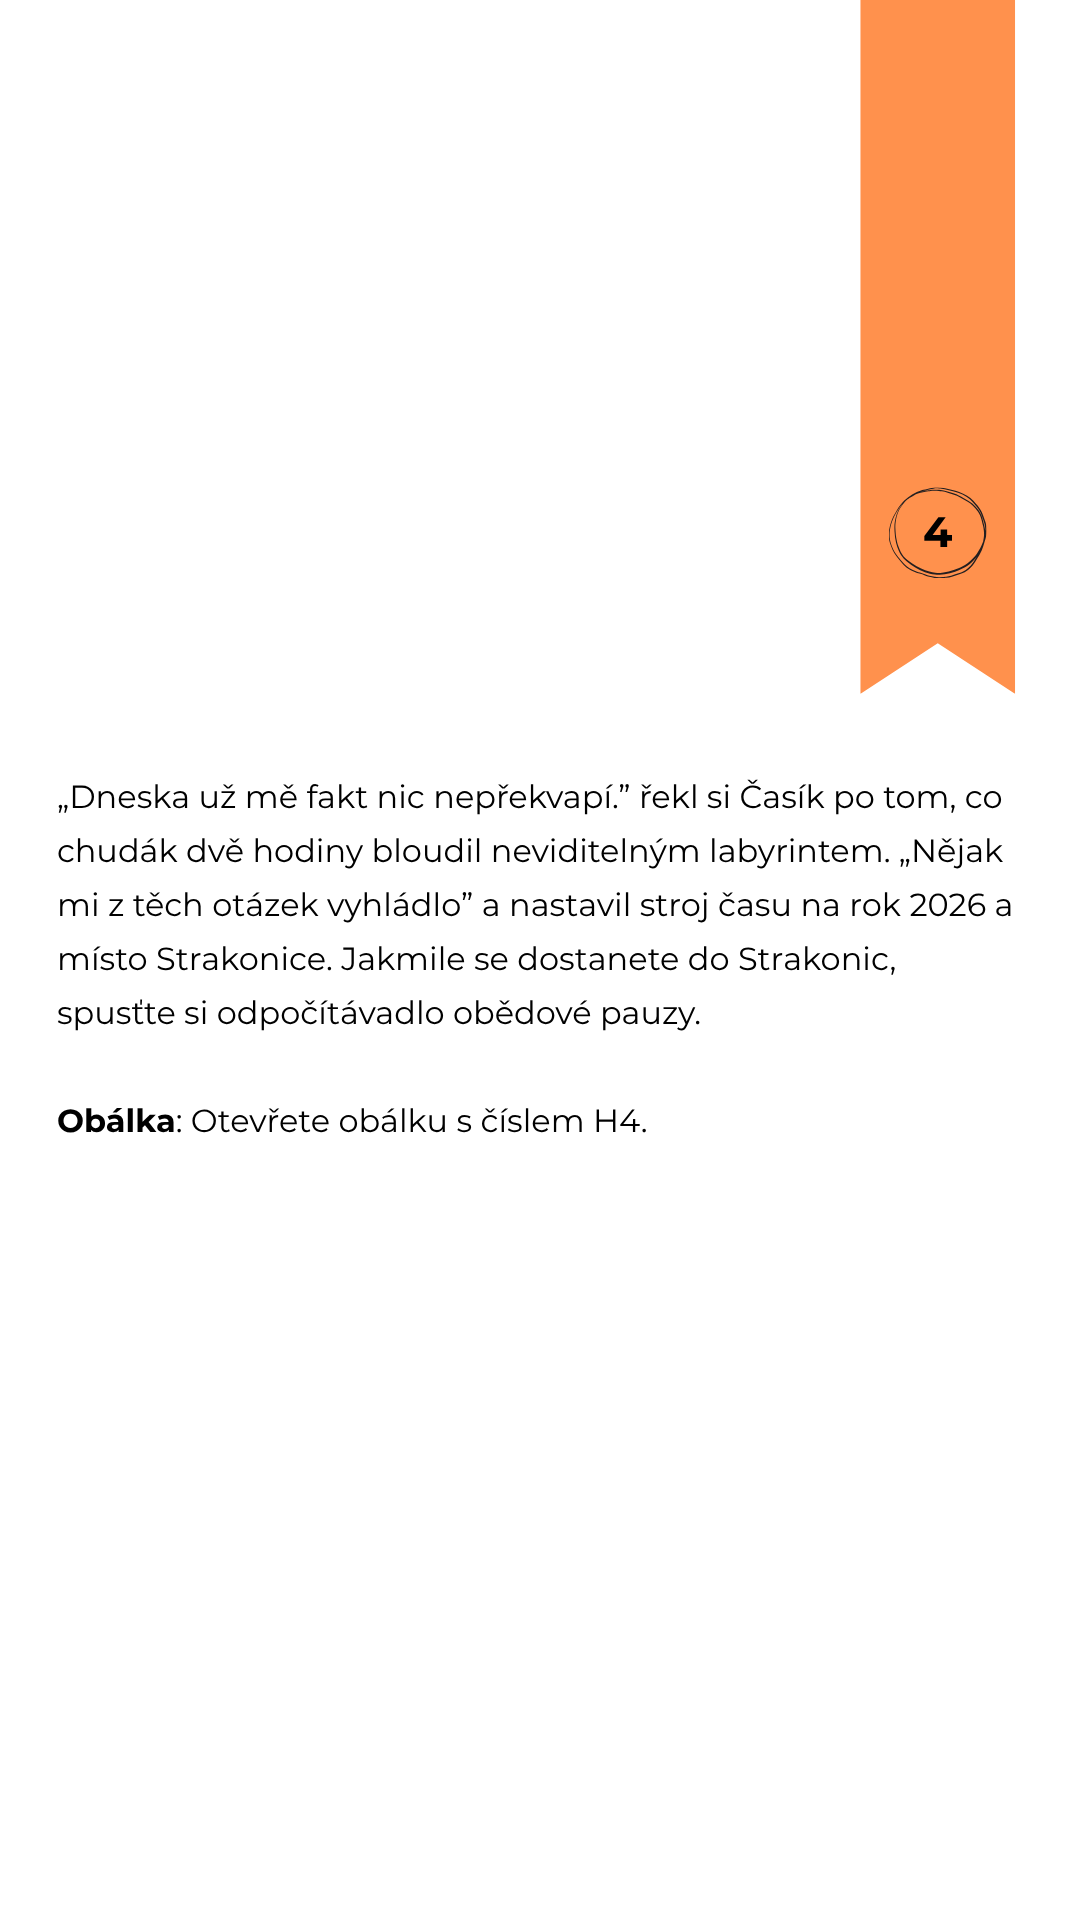 4
„Dneska už mě fakt nic nepřekvapí.” řekl si Časík po tom, co
chudák dvě hodiny bloudil neviditelným labyrintem. „Nějak
mi z těch otázek vyhládlo” a nastavil stroj času na rok 2026 a
místo Strakonice. Jakmile se dostanete do Strakonic,
spusťte si odpočítávadlo obědové pauzy.
Obálka: Otevřete obálku s číslem H4.